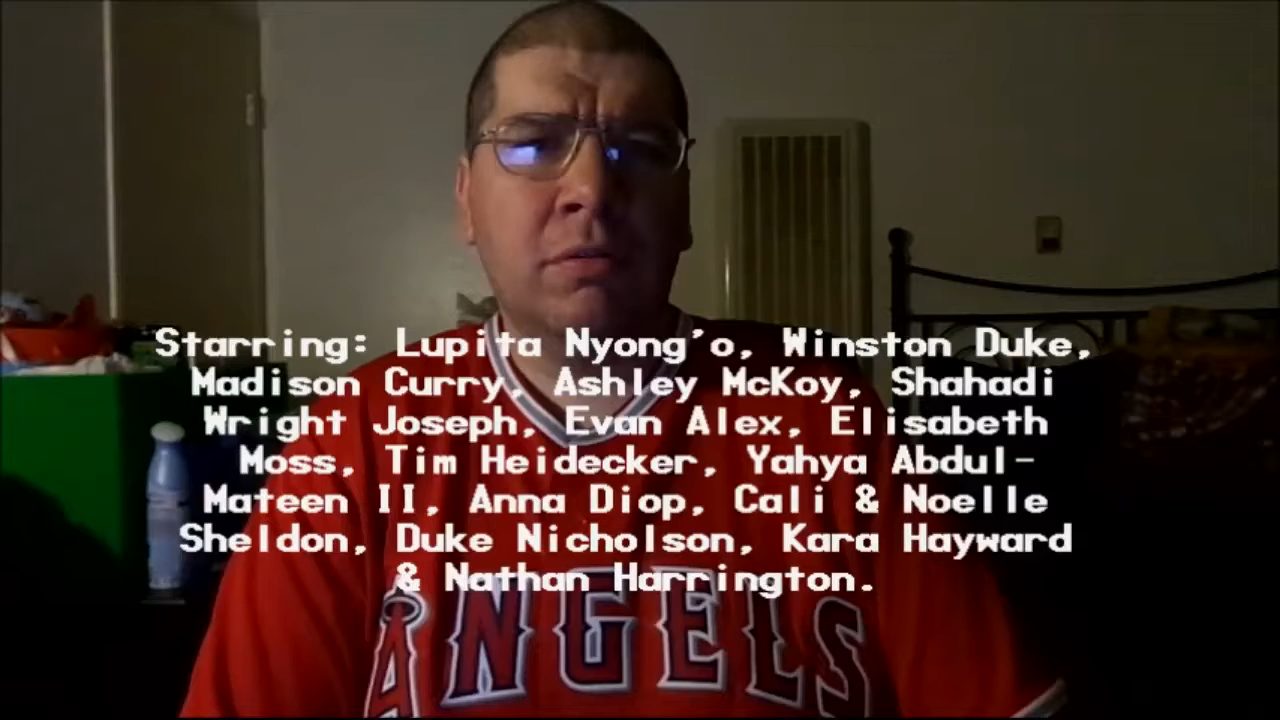 Starring: Lupita Nyong'o, Winston Duke,
Madison Curry, Ashley McKoy, Shahadi
Wright Joseph, Evan Alex, Elisabeth
Moss, Tim Heidecker, Yahya Abdul-
Mateen II, Anna Diop, Cali & Noelle
Sheldon, Duke Nicholson, Kara Hayward
& Nathan Harrington.
ANGELS